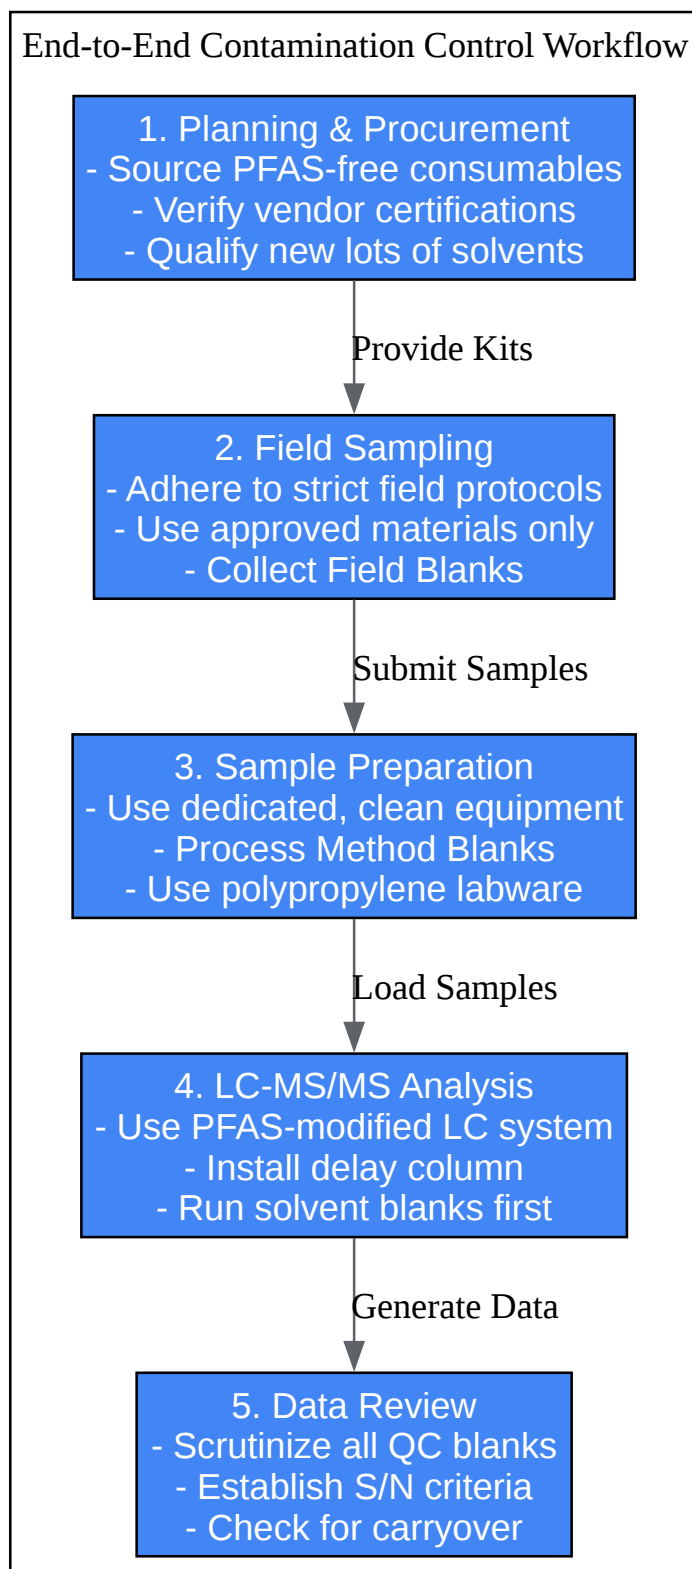 End-to-End Contamination Control Workflow
1. Planning & Procurement
- Source PFAS-free consumables
- Verify vendor certifications
- Qualify new lots of solvents
Provide Kits
2. Field Sampling
- Adhere to strict field protocols
- Use approved materials only
- Collect Field Blanks
Submit Samples
3. Sample Preparation
- Use dedicated, clean equipment
- Process Method Blanks
- Use polypropylene labware
Load Samples
4. LC-MS/MS Analysis
- Use PFAS-modified LC system
- Install delay column
- Run solvent blanks first
Generate Data
5. Data Review
- Scrutinize all QC blanks
- Establish S/N criteria
- Check for carryover